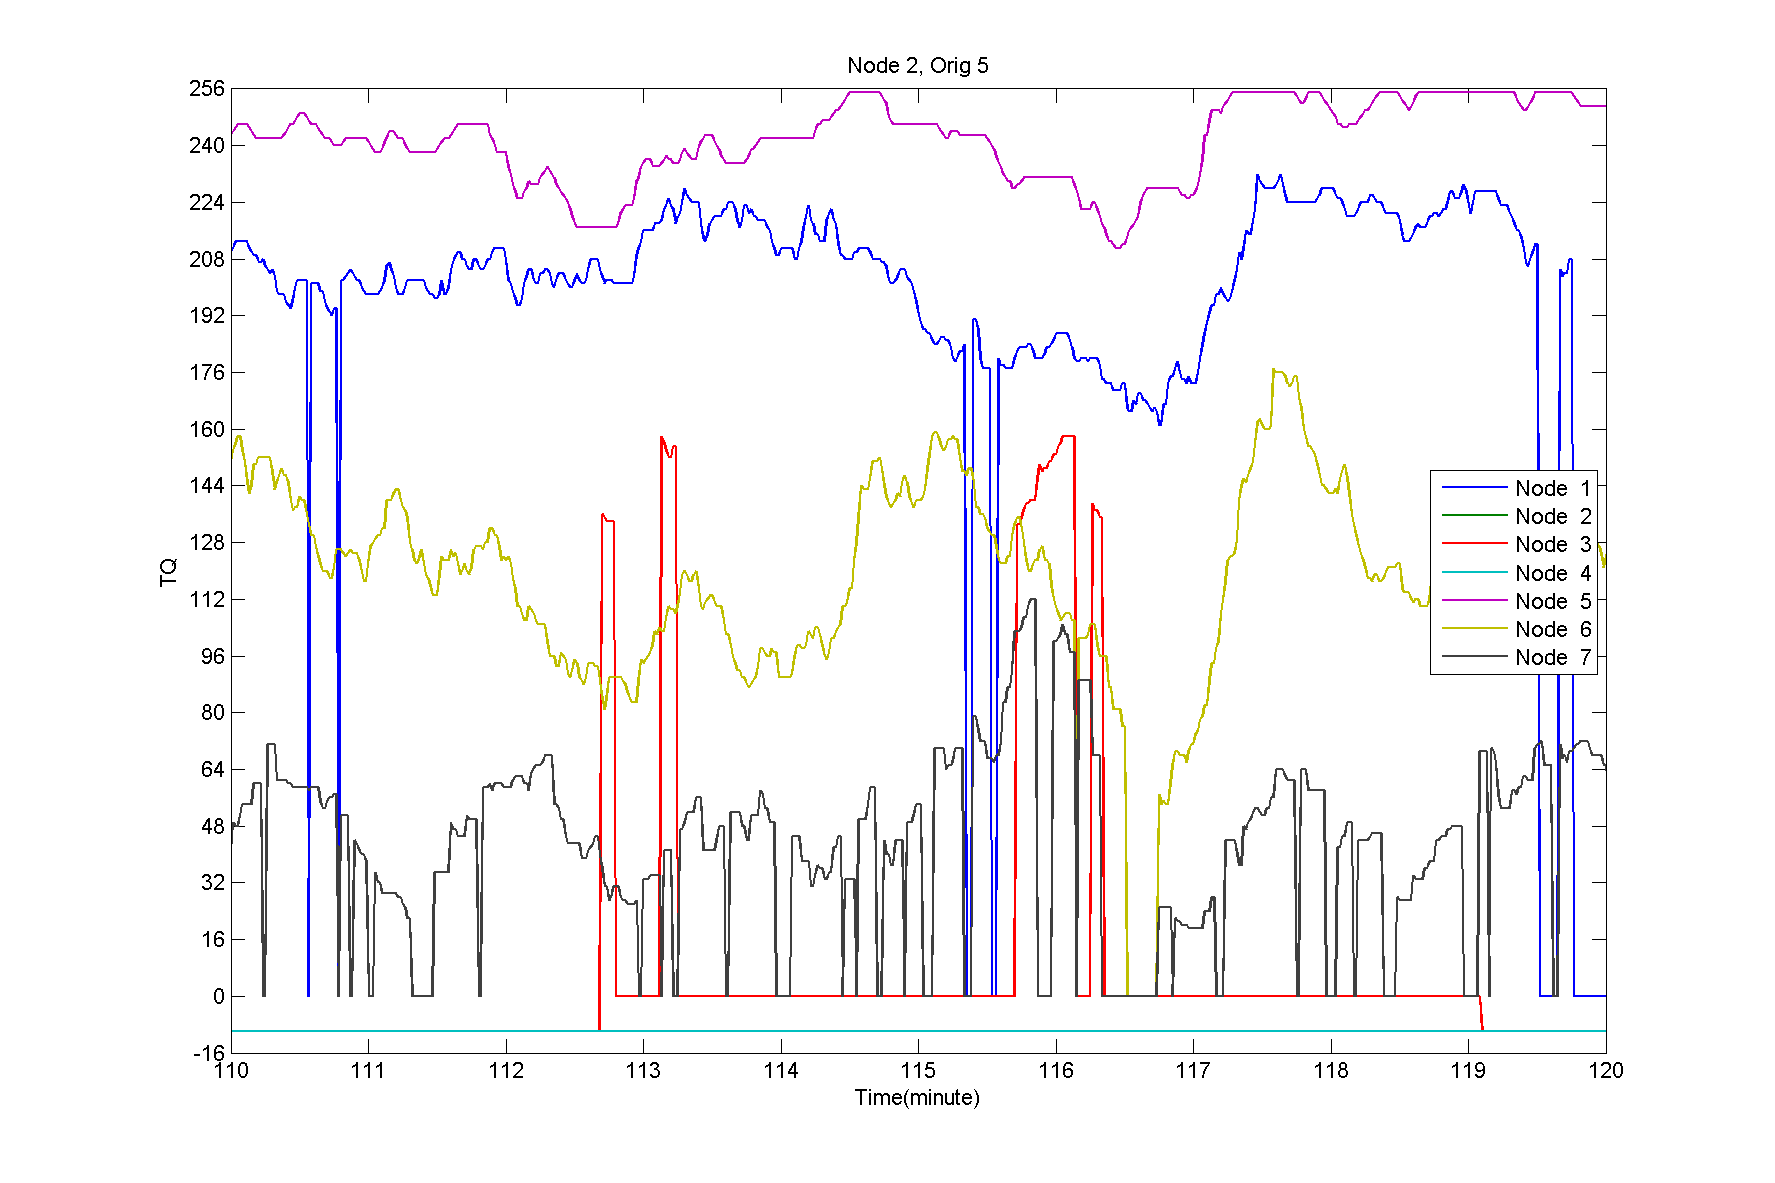 Node 2, Orig 5
256
240
224
208
192
176
160
144
128
112
96
80
64
48
32
16
0
-16
TQ
Node 1
Node 2
Node 3
Node 4
Node 5
Node 6
Node 7
110 111 112 113 114 115 116 117 118 119 120
Time(minute)